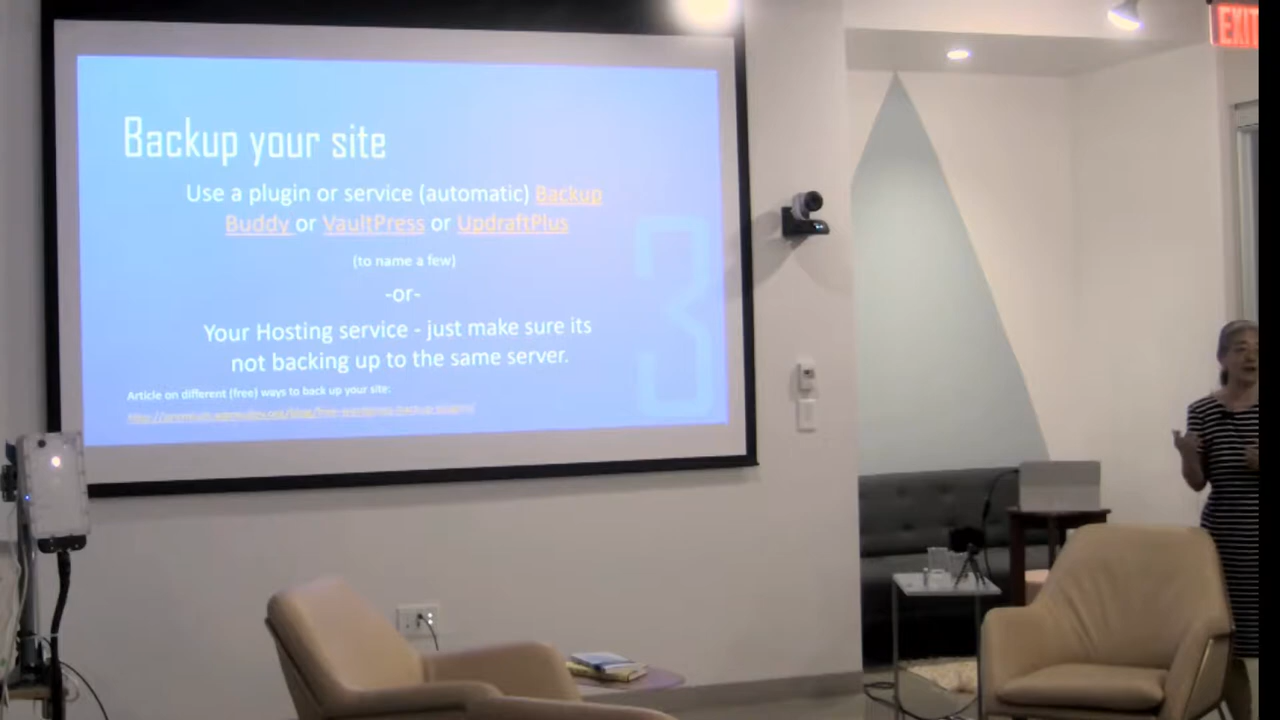 Backup your site
Use a plugin or service (automatic) Backup
Buddy or VaultPress or UpdraftPlus
(to name a few)
-or-
Your Hosting service - just make sure its
not backing up to the same server.
Article on different (free) ways to back up your site:
3
EXIT